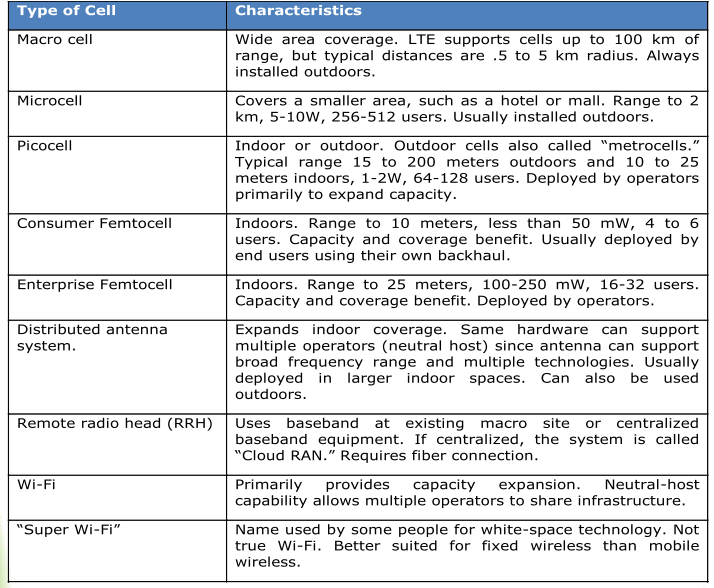 Type of Cell
Characteristics
Macro cell
Wide area coverage. LTE supports cells up to 100 km of
range, but typical distances are .5 to 5 km radius. Always
installed outdoors.
Microcell
Covers a smaller area, such as a hotel or mall. Range to 2
km, 5-10W, 256-512 users. Usually installed outdoors.
Picocell
Indoor or outdoor. Outdoor cells also called “metrocells.”
Typical range 15 to 200 meters outdoors and 10 to 25
meters indoors, 1-2W, 64-128 users. Deployed by operators
primarily to expand capacity.
Consumer Femtocell
Indoors. Range to 10 meters, less than 50 mW, 4 to 6
users. Capacity and coverage benefit. Usually deployed by
end users using their own backhaul.
Enterprise Femtocell
Indoors. Range to 25 meters, 100-250 mW, 16-32 users.
Capacity and coverage benefit. Deployed by operators.
Distributed antenna
system.
Expands indoor coverage. Same hardware can support
multiple operators (neutral host) since antenna can support
broad frequency range and multiple technologies. Usually
deployed in larger indoor spaces. Can also be used
outdoors.
Remote radio head (RRH)
Uses baseband at existing macro site or centralized
baseband equipment. If centralized, the system is called
“Cloud RAN.” Requires fiber connection.
Wi-Fi
Primarily provides capacity expansion. Neutral-host
capability allows multiple operators to share infrastructure.
“Super Wi-Fi”
Name used by some people for white-space technology. Not
true Wi-Fi. Better suited for fixed wireless than mobile
wireless.